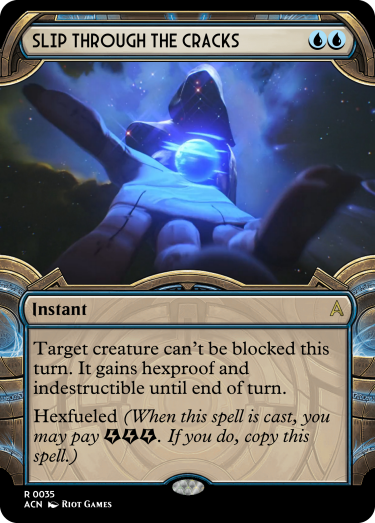 SLIP THROUGH THE CRACKS
Instant
Target creature can't be blocked this
turn. It gains hexproof and
indestructible until end of turn.
Hexfueled (When this spell is cast, you
may pay . If you do, copy this
spell.)
R 0035
ACN RIOT GAMES